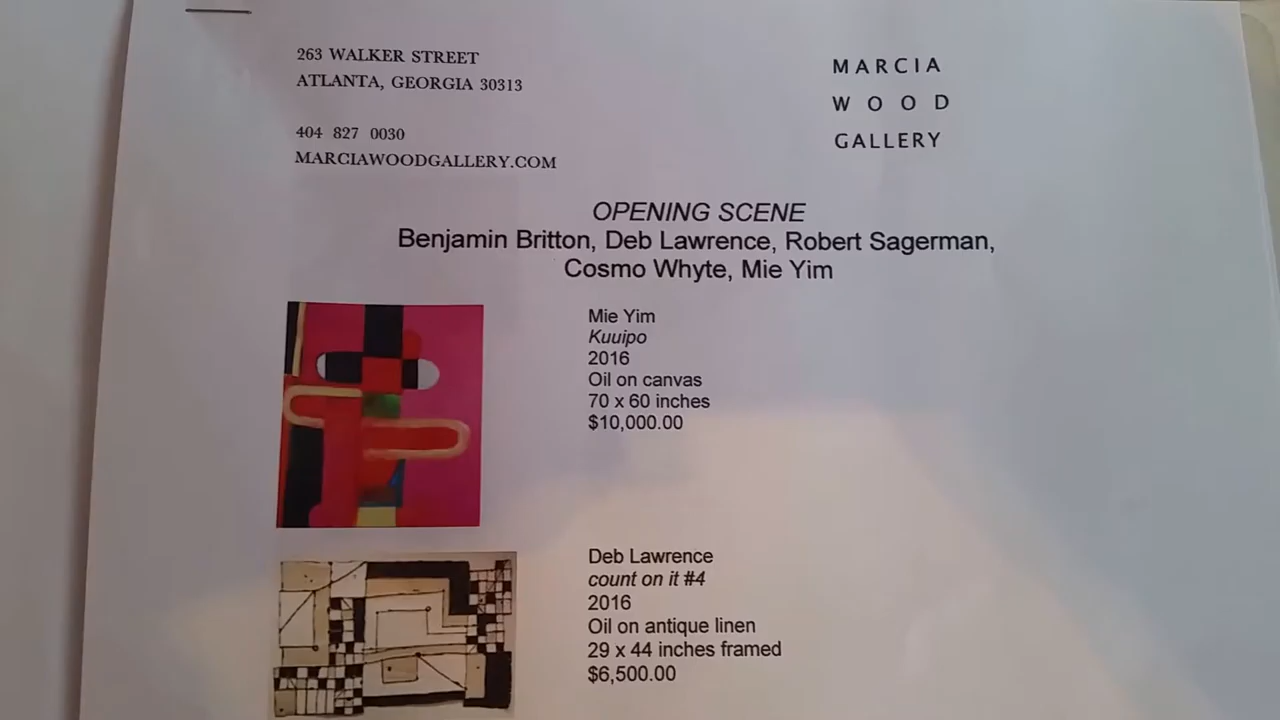 263 WALKER STREET
ATLANTA, GEORGIA 30313
404 827 0030
MARCIAWOODGALLERY.COM
MARCIA
WOOD
GALLERY
OPENING SCENE
Benjamin Britton, Deb Lawrence, Robert Sagerman,
Cosmo Whyte, Mie Yim
Mie Yim
Kuuipo
2016
Oil on canvas
70 x 60 inches
$10,000.00
Deb Lawrence
count on it #4
2016
Oil on antique linen
29 x 44 inches framed
$6,500.00